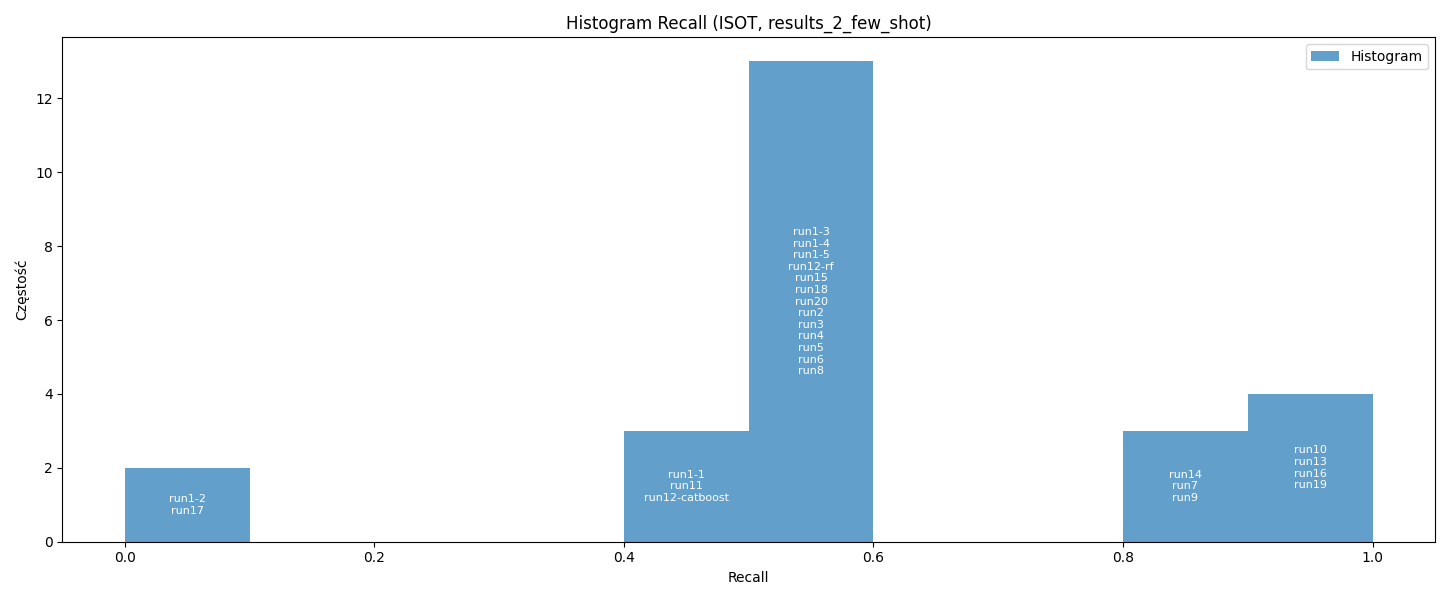 Histogram Recall (ISOT, results_2_few_shot)
Histogram
Częstość
12
10
8
6
4
2
0
run1-2
run17
run1-1
run11
run12-catboost
run1-3
run1-4
run1-5
run12-rf
run15
run18
run20
run2
run3
run4
run5
run6
run8
run14
run7
run9
run10
run13
run16
run19
0.0
0.2
0.4
0.6
0.8
1.0
Recall